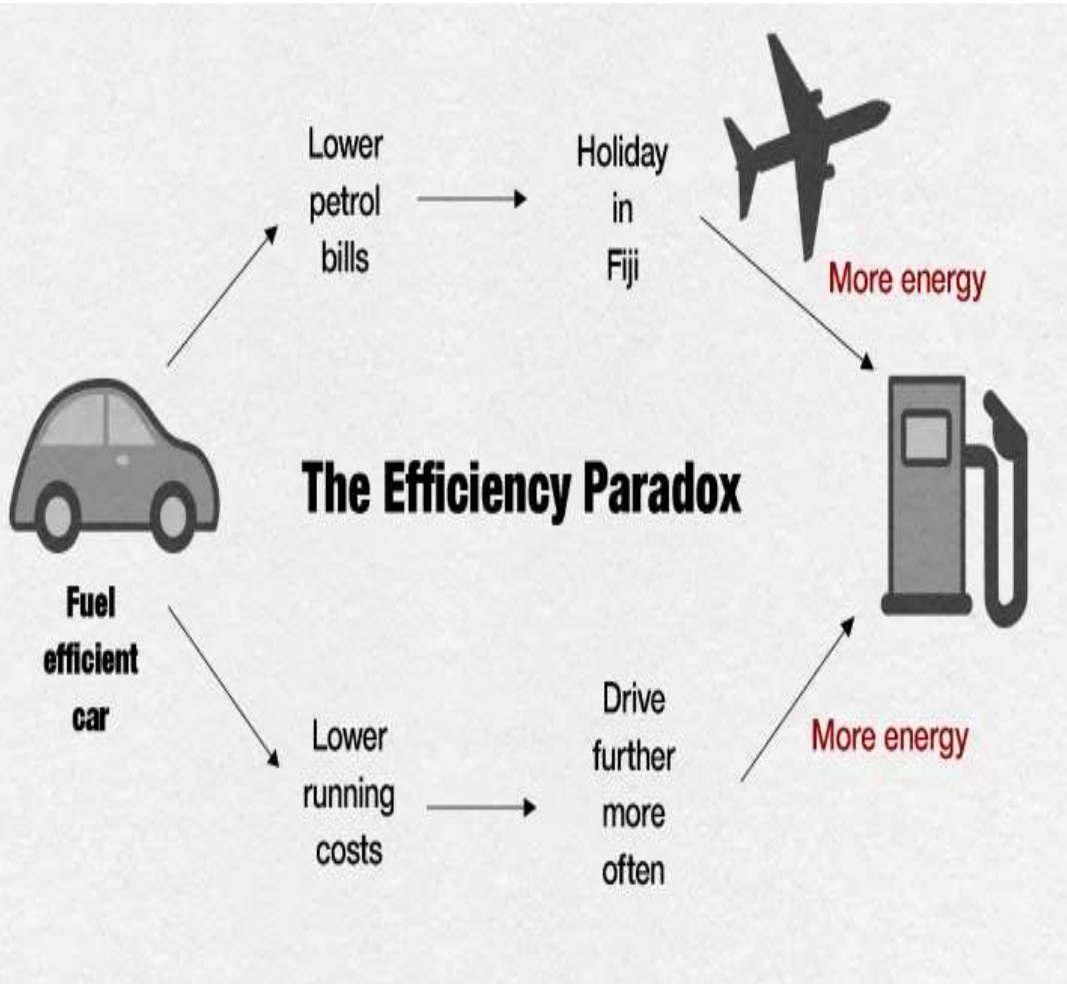 Lower
petrol
bills
Holiday
in
Fiji
More energy
The Efficiency Paradox
Fuel
efficient
car
Lower
running
costs
Drive
further
more
often
More energy